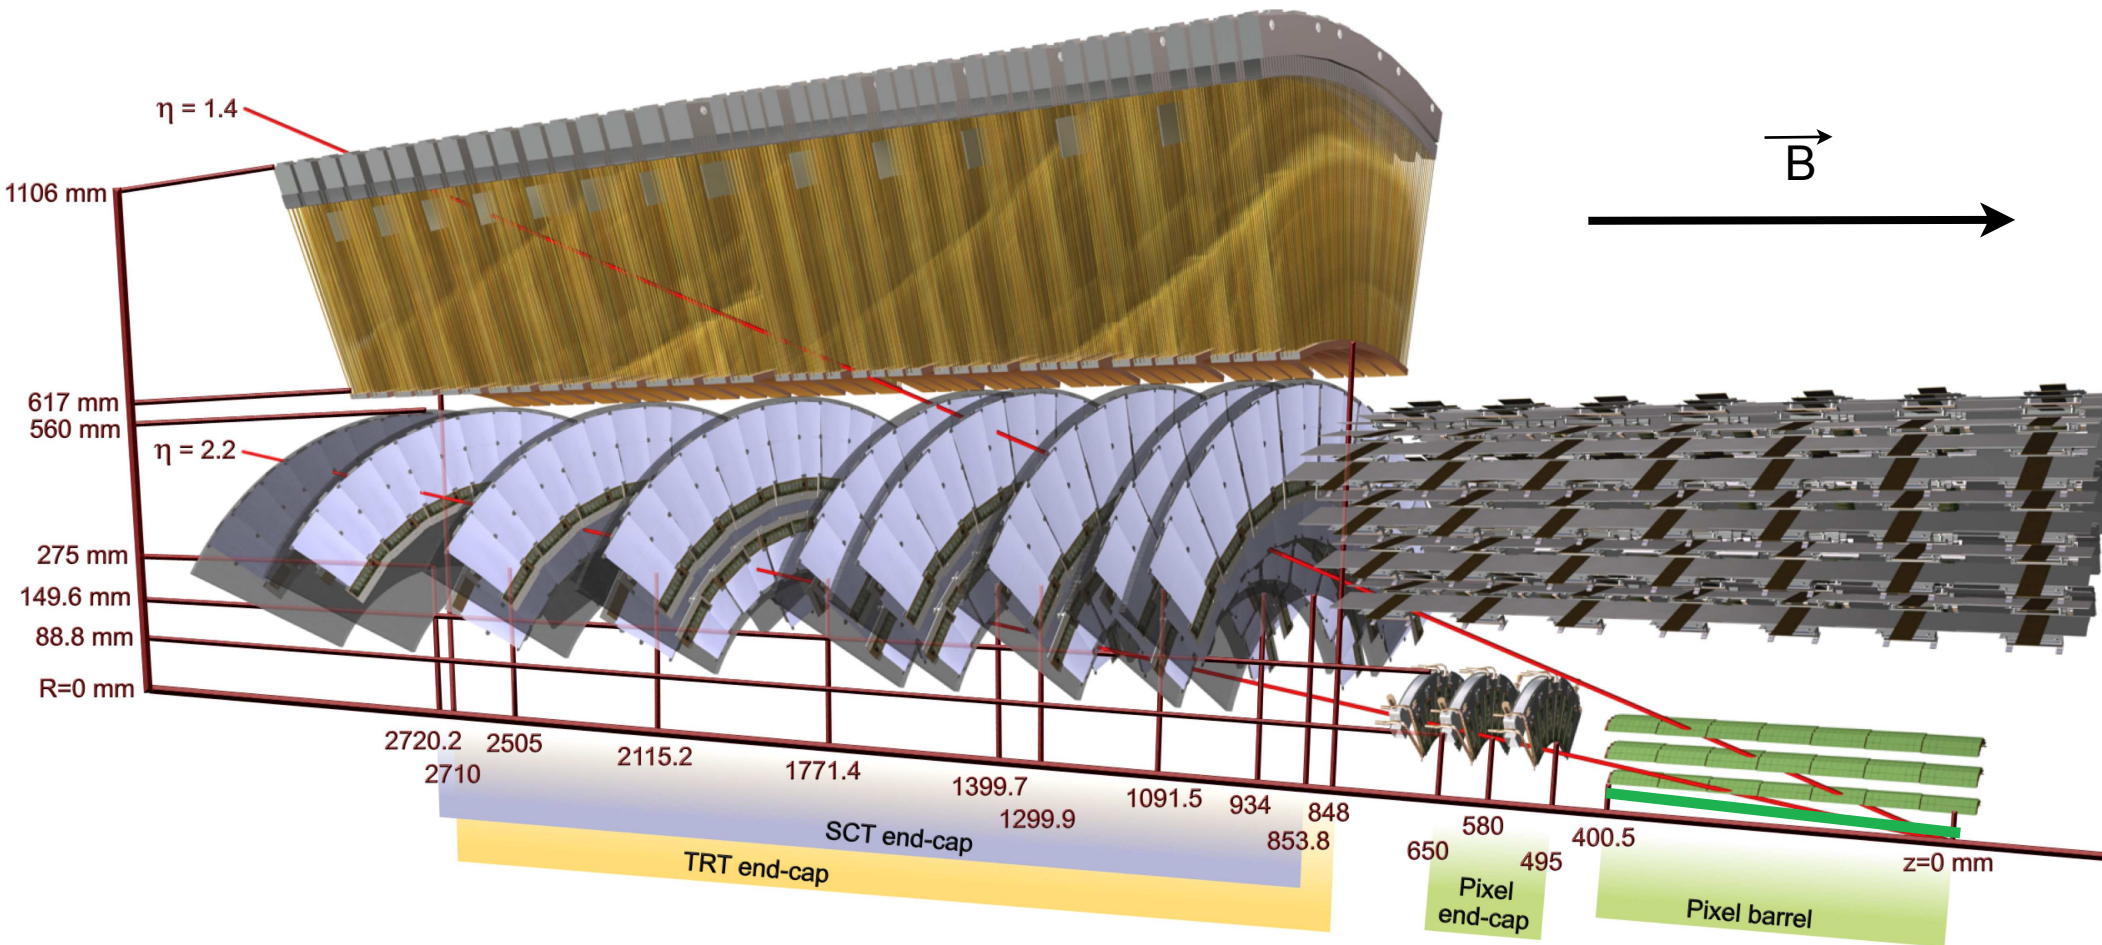 η = 1.4
B
1106 mm
617 mm
560 mm
η = 2.2
275 mm
149.6 mm
88.8 mm
R=0 mm
2720.2
2710
2505
2115.2
1771.4
1399.7
1299.9
1091.5
934
853.8
848
650
580
495
400.5
z=0 mm
SCT end-cap
TRT end-cap
Pixel
end-cap
Pixel barrel